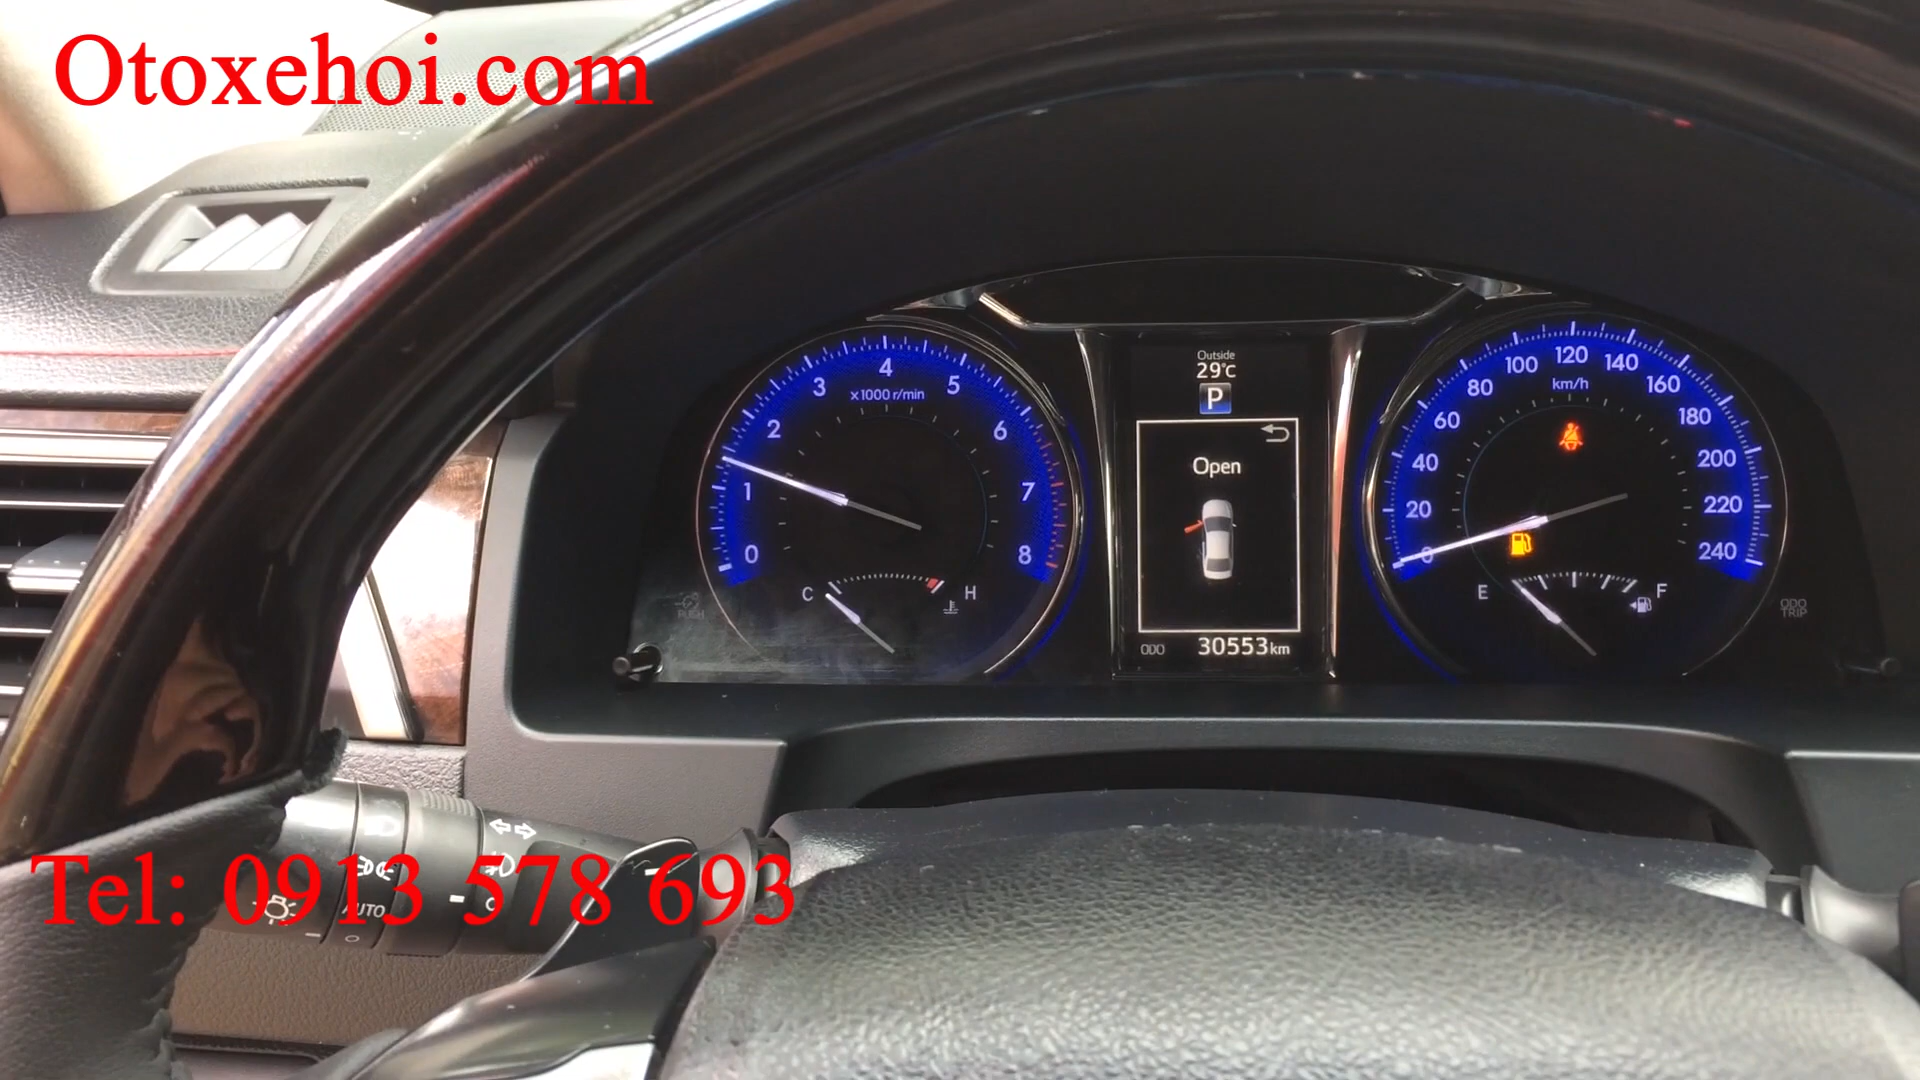 Otoxehoi.com
Outside
29°C
P
Open
ODO 30553km
x1000 r/min
0 1 2 3 4 5 6 7 8
C H
km/h
0 20 40 60 80 100 120 140 160 180 200 220 240
E F
PUSH
ODO
TRIP
AUTO
Tel: 0913 578 693